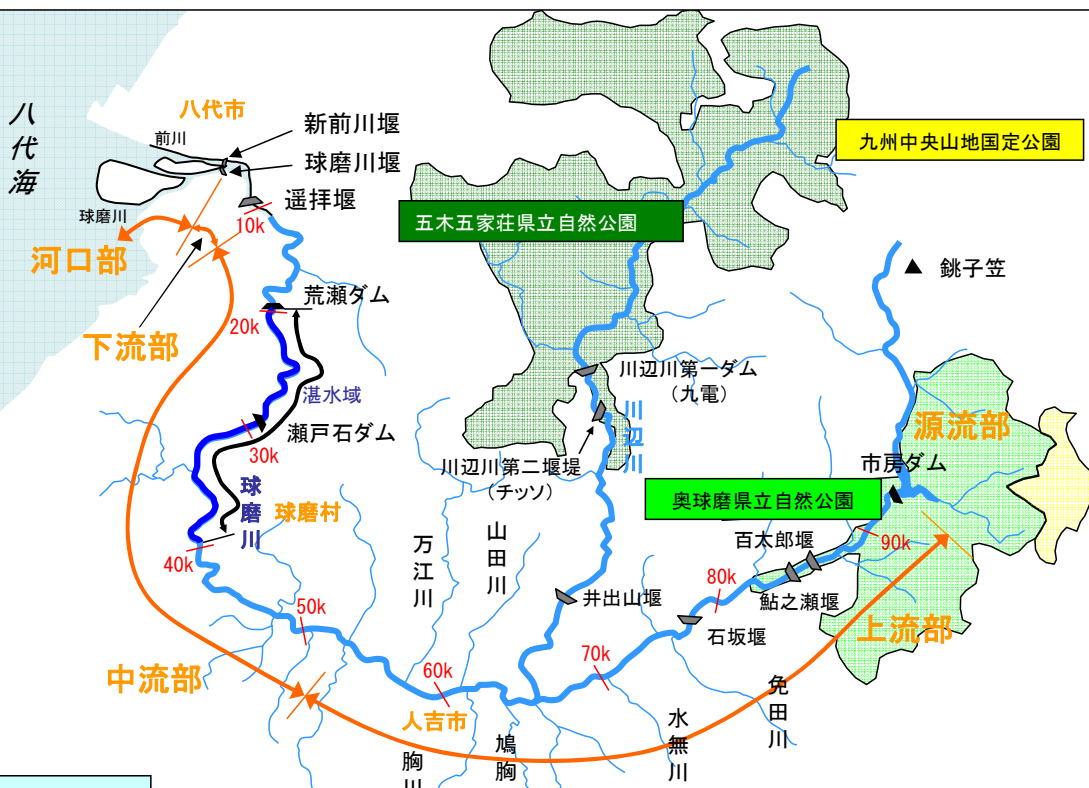 八代海
八代市
前川
新前川堰
球磨川堰
球磨川
遥拝堰
10k
河口部
下流部
荒瀬ダム
20k
湛水域
瀬戸石ダム
30k
球磨川
球磨村
40k
50k
中流部
万江川
山田川
60k
人吉市
胸川
鳩胸
九州中央山地国定公園
五木五家荘県立自然公園
銚子笠
川辺川第一ダム
(九電)
川辺川
川辺川第二堰堤
(チッソ)
源流部
市房ダム
奥球磨県立自然公園
百太郎堰
90k
鮎之瀬堰
80k
石坂堰
井出山堰
70k
上流部
免田川
水無川